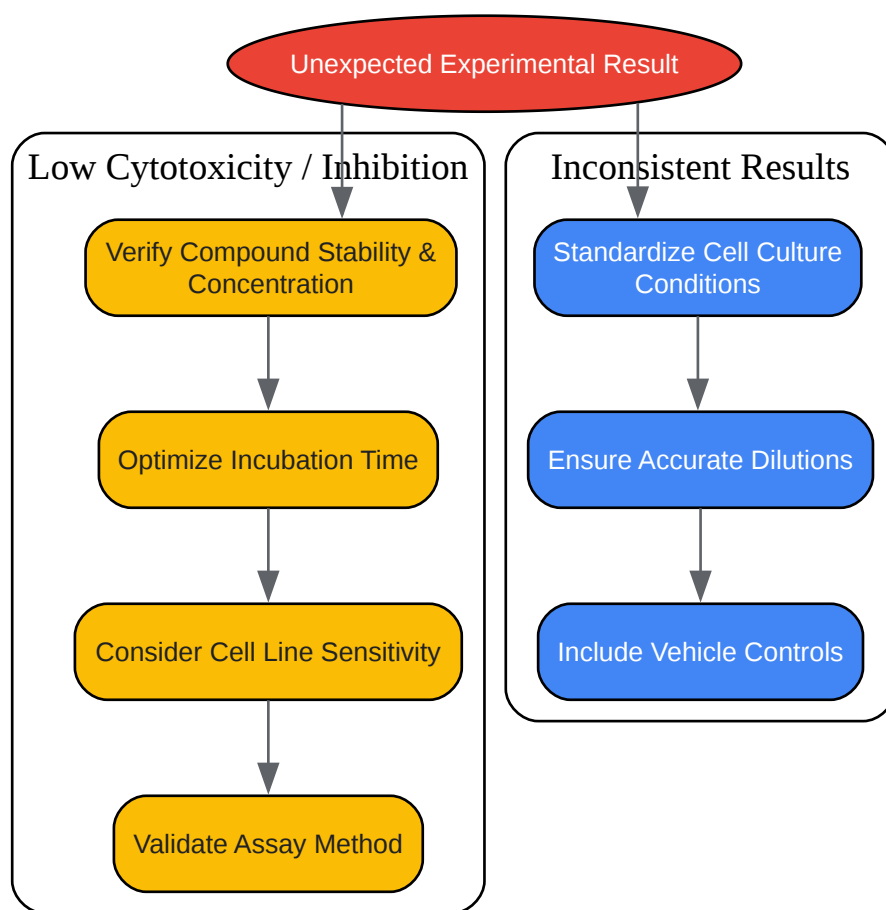 Unexpected Experimental Result
Low Cytotoxicity / Inhibition
Verify Compound Stability &
Concentration
Optimize Incubation Time
Consider Cell Line Sensitivity
Validate Assay Method
Inconsistent Results
Standardize Cell Culture
Conditions
Ensure Accurate Dilutions
Include Vehicle Controls